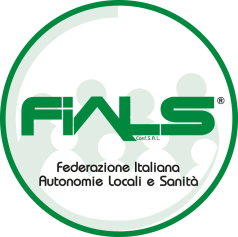 FIALS®
Conf.S.A.L.
Federazione Italiana
Autonomie Locali e Sanità